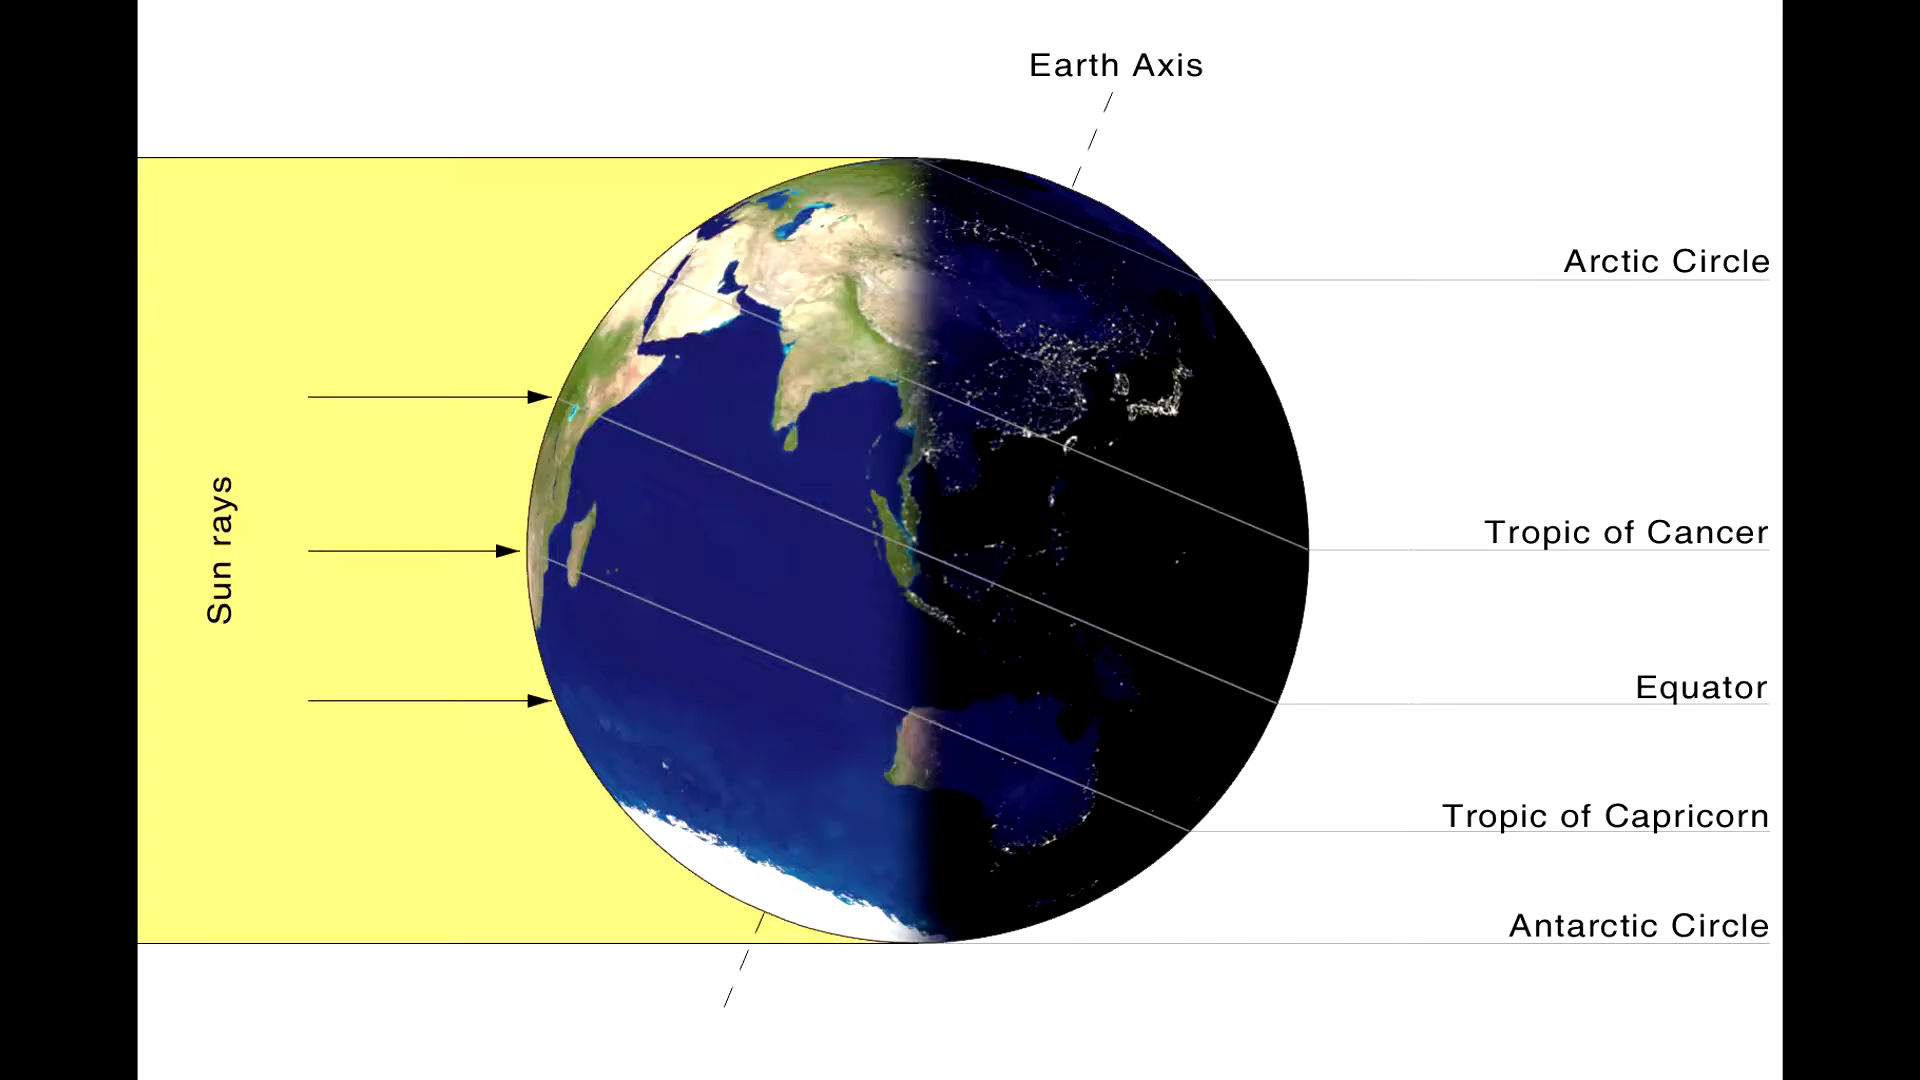 Earth Axis
Arctic Circle
Sun rays
Tropic of Cancer
Equator
Tropic of Capricorn
Antarctic Circle